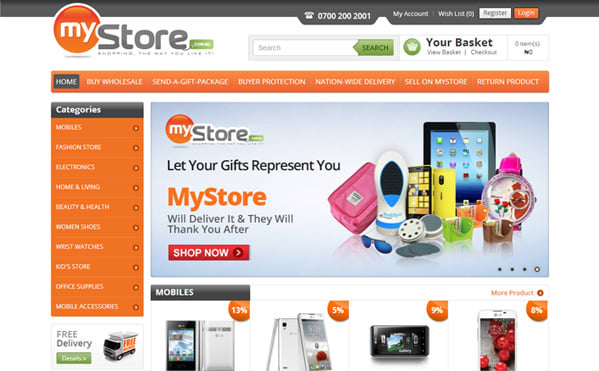 0700 200 2001
My Account
Wish List (0)
Register
Login
myStore
.com.ng
SHOPPING, THE WAY YOU LIKE IT!
Search
SEARCH
Your Basket
View Basket | Checkout
0 item(s)
₦0
HOME
BUY WHOLESALE
SEND-A-GIFT-PACKAGE
BUYER PROTECTION
NATION-WIDE DELIVERY
SELL ON MYSTORE
RETURN PRODUCT
Categories
MOBILES
FASHION STORE
ELECTRONICS
HOME & LIVING
BEAUTY & HEALTH
WOMEN SHOES
WRIST WATCHES
KID'S STORE
OFFICE SUPPLIES
MOBILE ACCESSORIES
FREE
Delivery
Details »
FREE
myStore
Let Your Gifts Represent You
MyStore
Will Deliver It & They Will
Thank You After
SHOP NOW
MOBILES
More Product
13%
5%
9%
8%